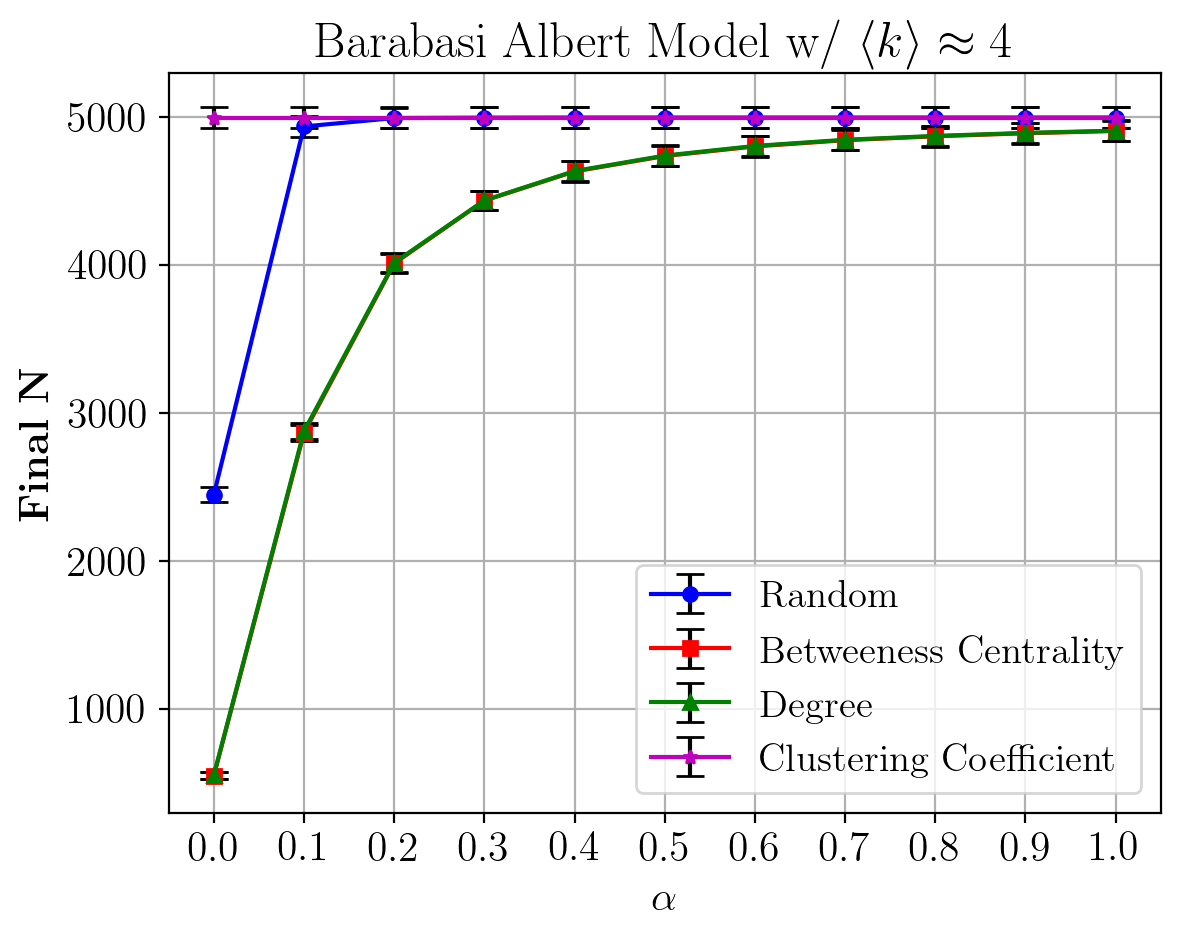 Barabasi Albert Model w/ ⟨k⟩ ≈ 4
Final N
5000
4000
3000
2000
1000
Random
Betweeness Centrality
Degree
Clustering Coefficient
0.0 0.1 0.2 0.3 0.4 0.5 0.6 0.7 0.8 0.9 1.0
α